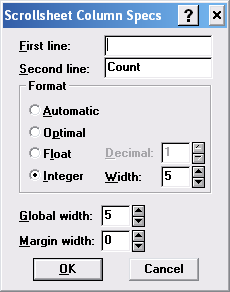 Scrollsheet Column Specs ? ×
First line:
Second line: Count
Format
Automatic
Optimal
Float Decimal: 1
Integer Width: 5
Global width: 5
Margin width: 0
OK Cancel